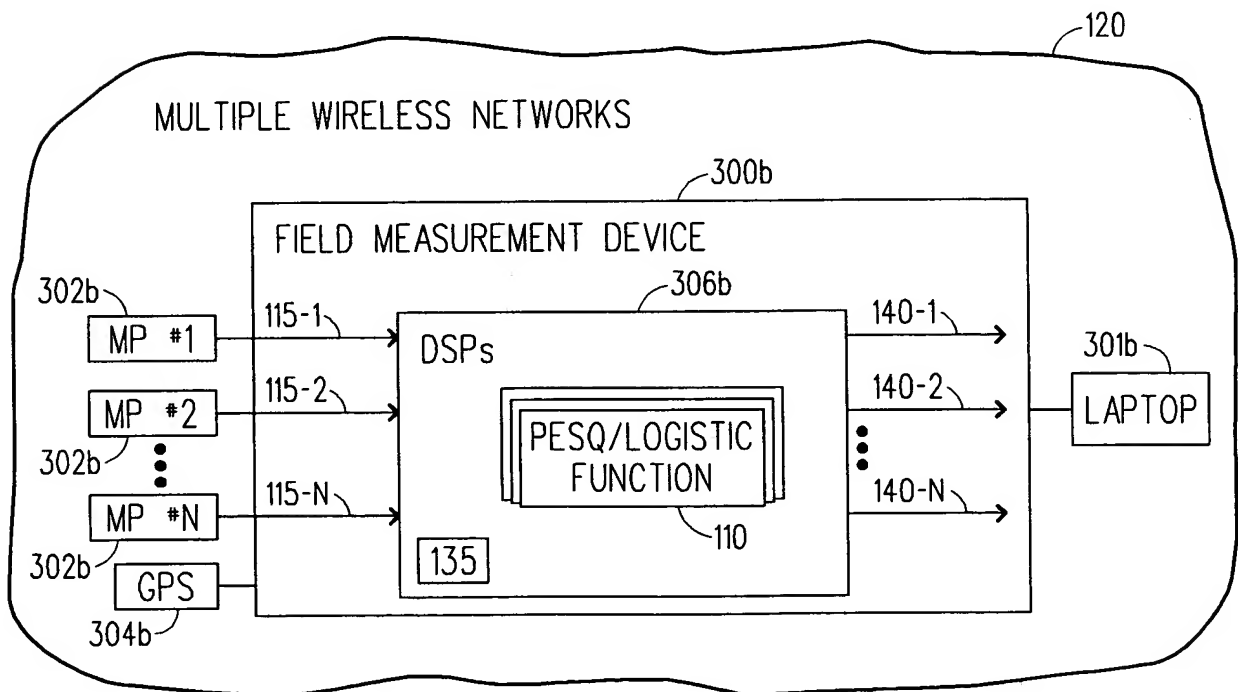 120
MULTIPLE WIRELESS NETWORKS
300b
FIELD MEASUREMENT DEVICE
302b
306b
MP #1
115-1
DSPs
140-1
301b
LAPTOP
MP #2
115-2
140-2
302b
PESQ/LOGISTIC
FUNCTION
MP #N
115-N
140-N
110
302b
135
GPS
304b